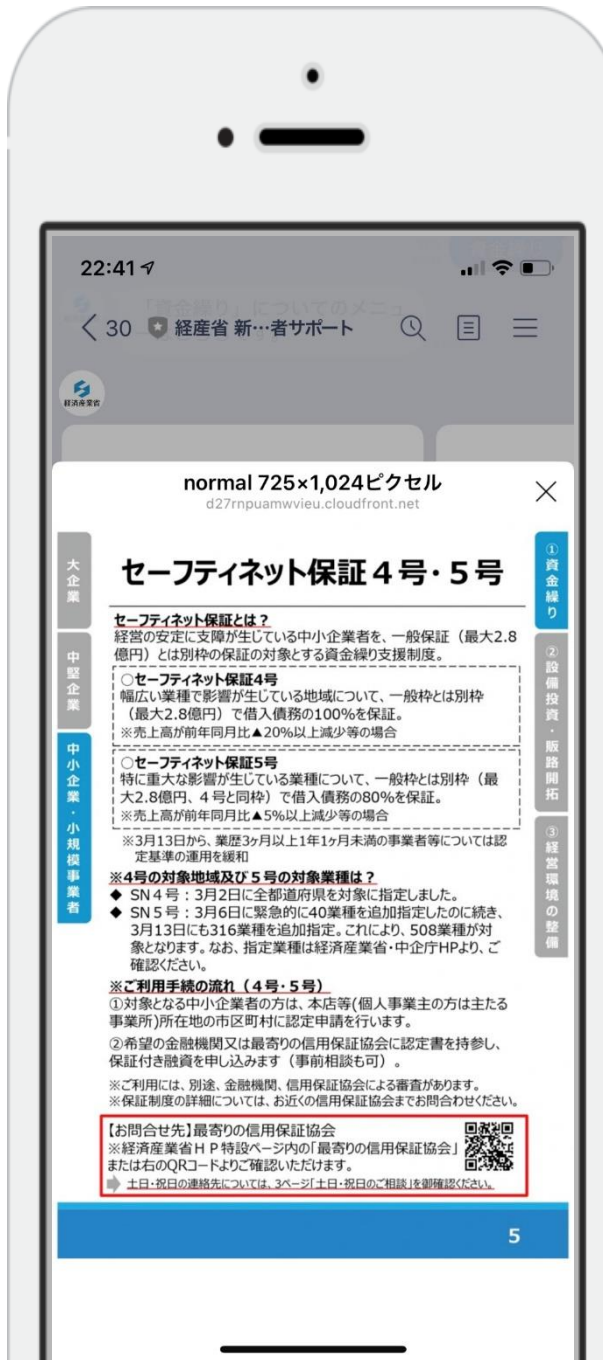 22:41
「資金繰り」についてのメニュー
30 経産省 新…者サポート
経済産業省
normal 725×1,024ピクセル
d27rnpuamwvieu.cloudfront.net
大企業
中堅企業
中小企業・小規模事業者
①資金繰り
②設備投資・販路開拓
③経営環境の整備
セーフティネット保証4号・5号
セーフティネット保証とは？
経営の安定に支障が生じている中小企業者を、一般保証（最大2.8
億円）とは別枠の保証の対象とする資金繰り支援制度。
○セーフティネット保証4号
幅広い業種で影響が生じている地域について、一般枠とは別枠
（最大2.8億円）で借入債務の100%を保証。
※売上高が前年同月比▲20%以上減少等の場合
○セーフティネット保証5号
特に重大な影響が生じている業種について、一般枠とは別枠（最
大2.8億円、4号と同枠）で借入債務の80%を保証。
※売上高が前年同月比▲5%以上減少等の場合
※3月13日から、業歴3ヶ月以上1年1ヶ月未満の事業者等については認
定基準の運用を緩和
※4号の対象地域及び5号の対象業種は？
◆ SN4号：3月2日に全都道府県を対象に指定しました。
◆ SN5号：3月6日に緊急的に40業種を追加指定したのに続き、
3月13日にも316業種を追加指定。これにより、508業種が対
象となります。なお、指定業種は経済産業省・中企庁HPより、ご
確認ください。
※ご利用手続の流れ（4号・5号）
①対象となる中小企業者の方は、本店等(個人事業主の方は主たる
事業所)所在地の市区町村に認定申請を行います。
②希望の金融機関又は最寄りの信用保証協会に認定書を持参し、
保証付き融資を申し込みます（事前相談も可）。
※ご利用には、別途、金融機関、信用保証協会による審査があります。
※保証制度の詳細については、お近くの信用保証協会までお問合わせください。
【お問合せ先】最寄りの信用保証協会
※経済産業省ＨＰ特設ページ内の「最寄りの信用保証協会」
または右のQRコードよりご確認いただけます。
土日・祝日の連絡先については、3ページ「土日・祝日のご相談」を御確認ください。
5